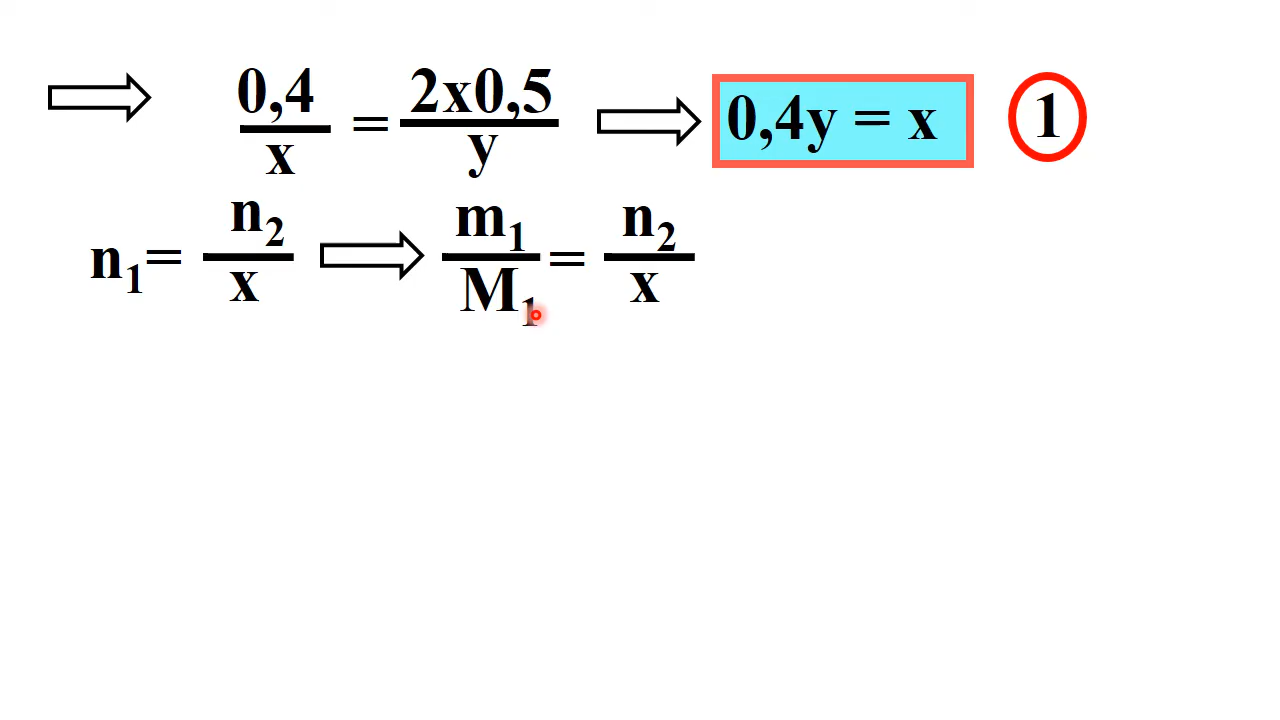 0,4/x = 2x0,5/y ⇒ 0,4y = x 1
n₁= n₂/x ⇒ m₁/M₁ = n₂/x